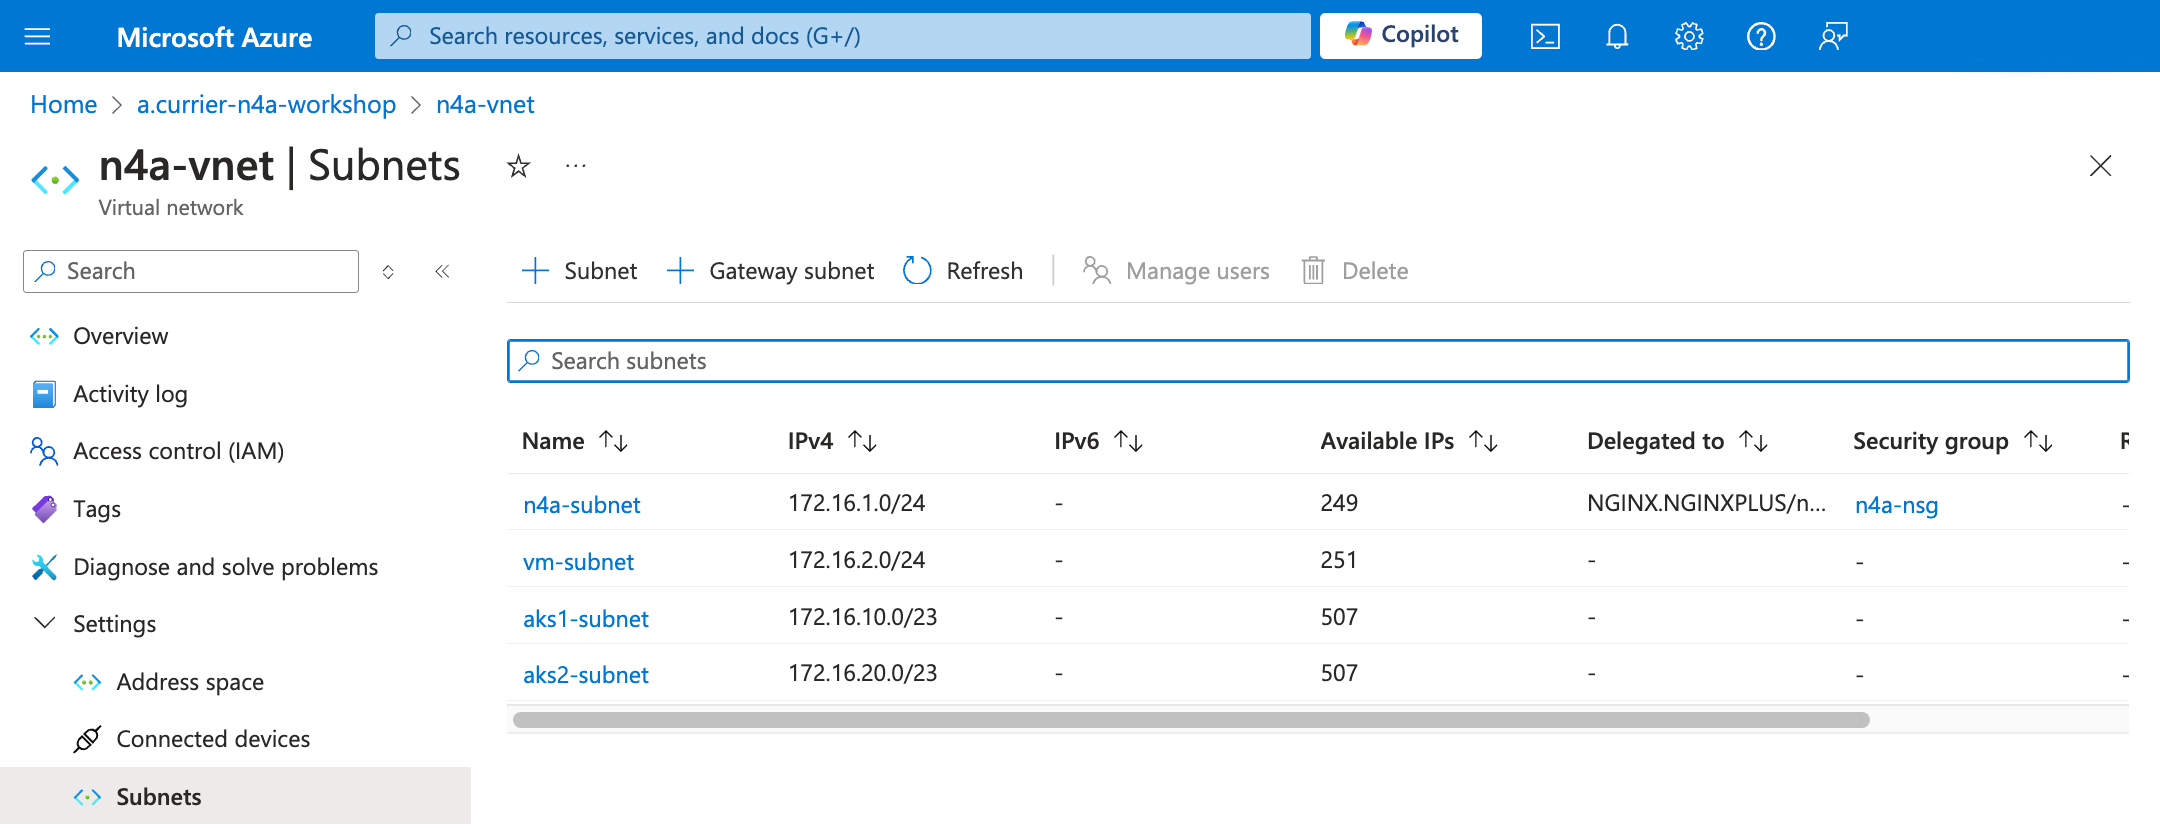 Microsoft Azure
Search resources, services, and docs (G+/)
Copilot
Home > a.currier-n4a-workshop > n4a-vnet
n4a-vnet | Subnets
...
Virtual network
Search
Subnet
Gateway subnet
Refresh
Manage users
Delete
Overview
Activity log
Access control (IAM)
Tags
Diagnose and solve problems
Settings
Address space
Connected devices
Subnets
Search subnets
Name IPv4 IPv6 Available IPs Delegated to Security group
n4a-subnet 172.16.1.0/24 - 249 NGINX.NGINXPLUS/n... n4a-nsg -
vm-subnet 172.16.2.0/24 - 251 - - -
aks1-subnet 172.16.10.0/23 - 507 - - -
aks2-subnet 172.16.20.0/23 - 507 - - -